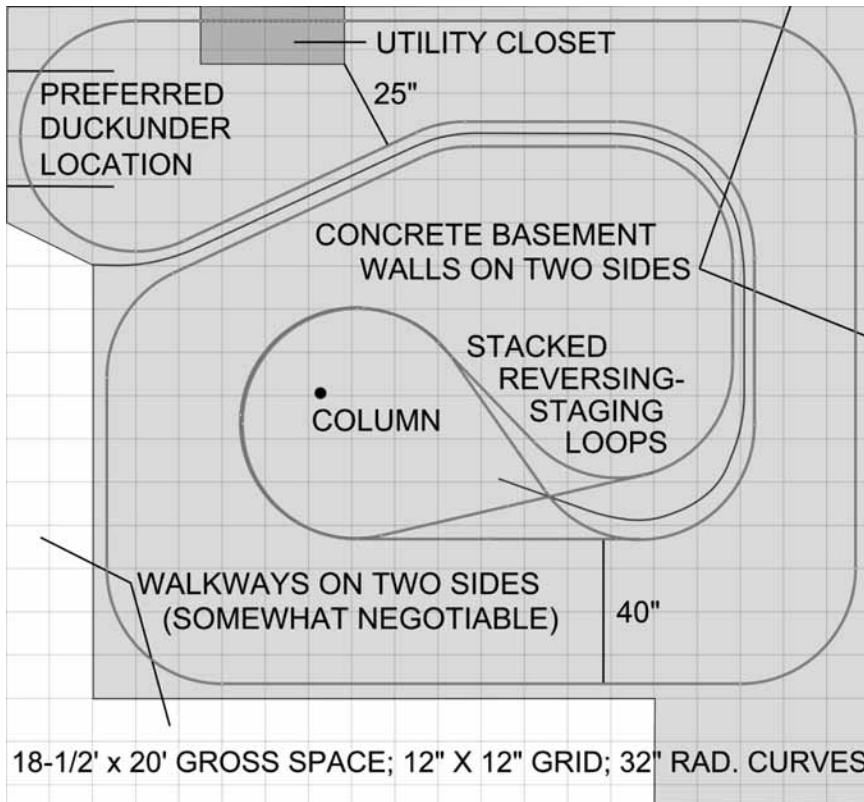 UTILITY CLOSET
25"
PREFERRED
DUCKUNDER
LOCATION
CONCRETE BASEMENT
WALLS ON TWO SIDES
STACKED
REVERSING-
STAGING
LOOPS
COLUMN
WALKWAYS ON TWO SIDES
(SOMEWHAT NEGOTIABLE)
40"
18-1/2' x 20' GROSS SPACE; 12" X 12" GRID; 32" RAD. CURVES